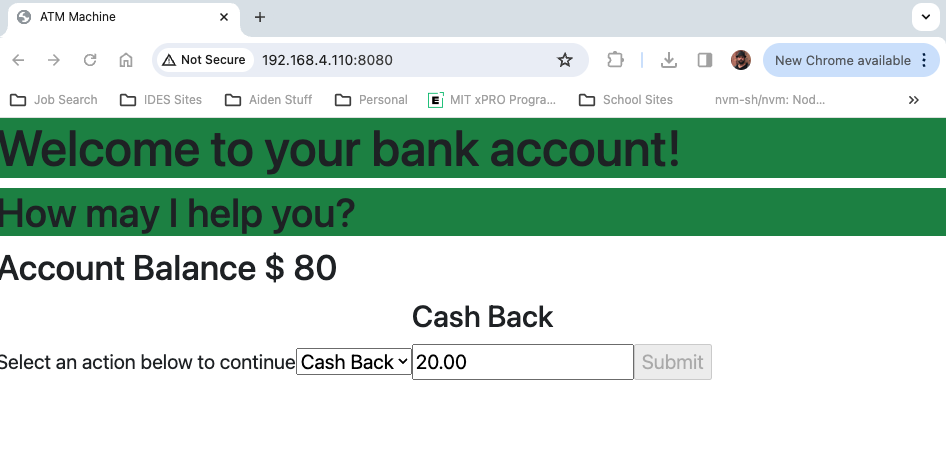 ATM Machine
Not Secure 192.168.4.110:8080 New Chrome available
Job Search IDES Sites Aiden Stuff Personal E MIT xPRO Progra... School Sites nvm-sh/nvm: Nod...
Welcome to your bank account!
How may I help you?
Account Balance $ 80
Cash Back
Select an action below to continue Cash Back 20.00 Submit